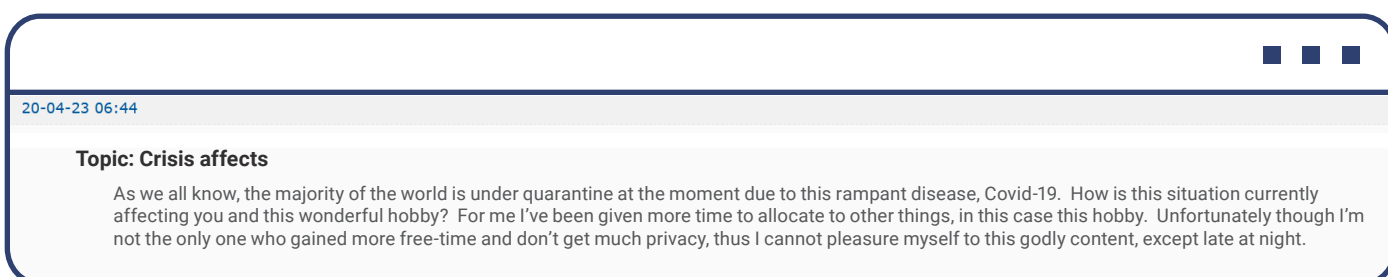 20-04-23 06:44
Topic: Crisis affects
As we all know, the majority of the world is under quarantine at the moment due to this rampant disease, Covid-19. How is this situation currently
affecting you and this wonderful hobby? For me I've been given more time to allocate to other things, in this case this hobby. Unfortunately though I'm
not the only one who gained more free-time and don't get much privacy, thus I cannot pleasure myself to this godly content, except late at night.